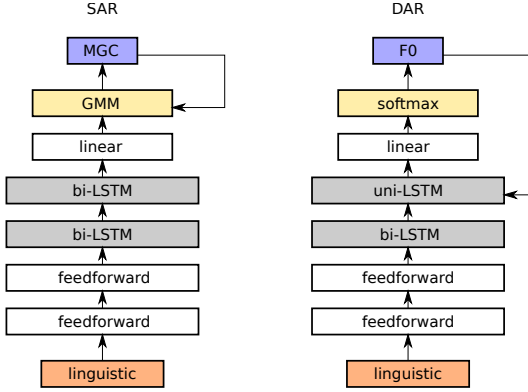 SAR
MGC
GMM
linear
bi-LSTM
bi-LSTM
feedforward
feedforward
linguistic
DAR
F0
softmax
linear
uni-LSTM
bi-LSTM
feedforward
feedforward
linguistic